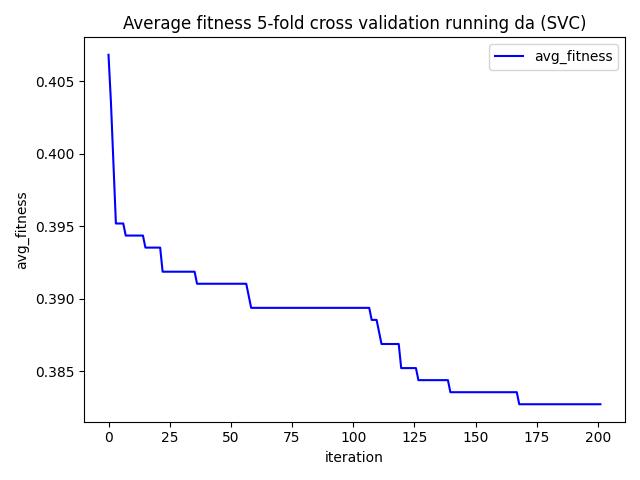 Average fitness 5-fold cross validation running da (SVC)
avg_fitness
0.405
0.400
0.395
0.390
0.385
avg_fitness
0 25 50 75 100 125 150 175 200
iteration